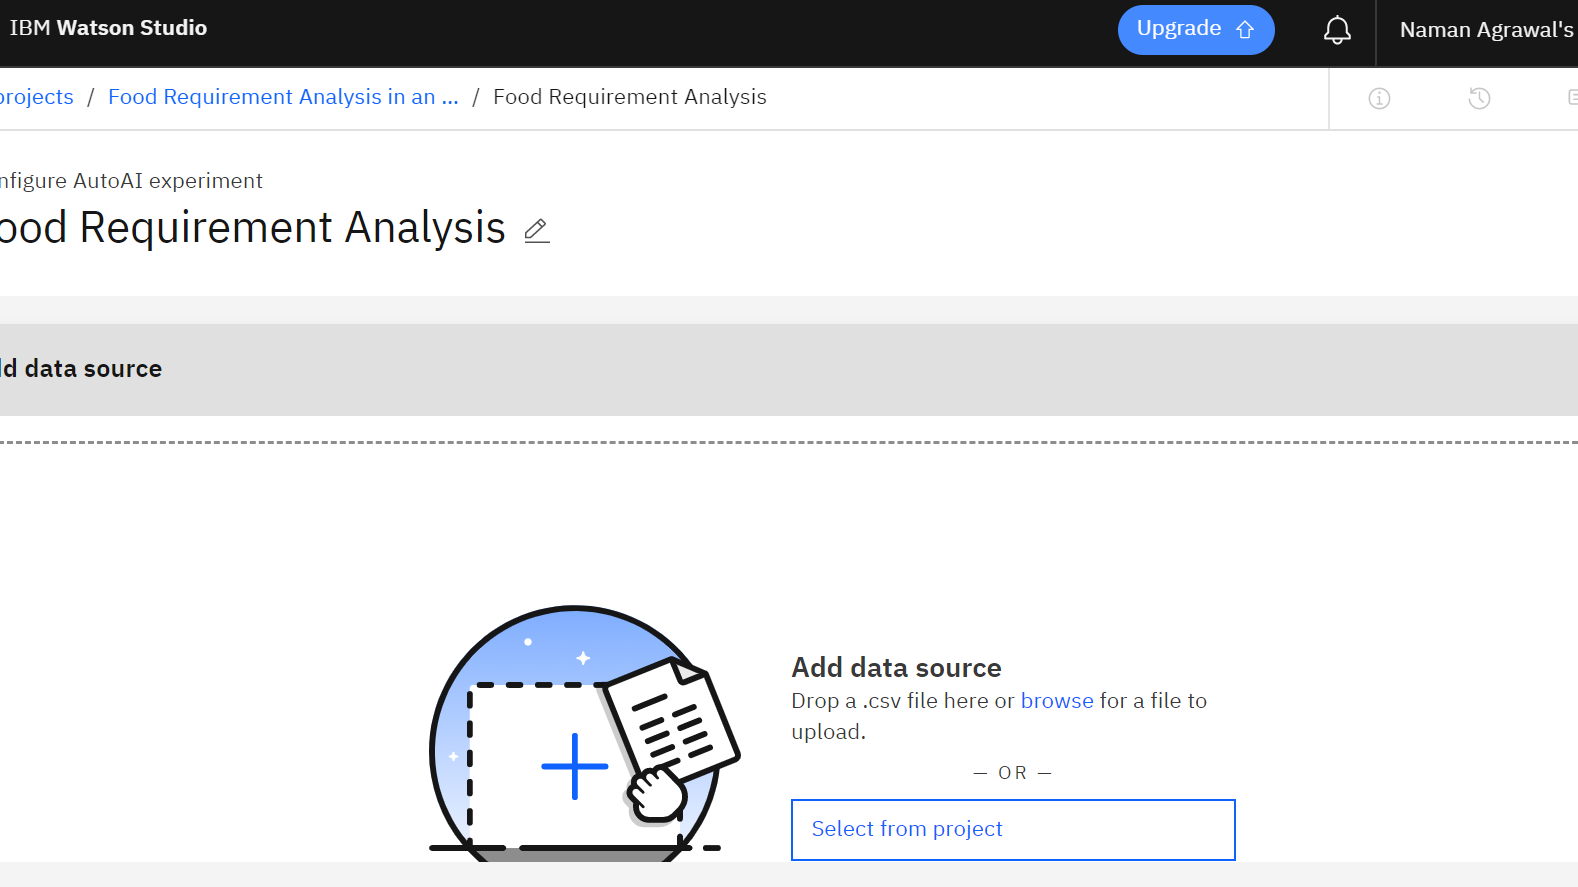 IBM Watson Studio
Upgrade
Naman Agrawal's
projects / Food Requirement Analysis in an ... / Food Requirement Analysis
nfigure AutoAI experiment
ood Requirement Analysis
d data source
Add data source
Drop a .csv file here or browse for a file to
upload.
— OR —
Select from project